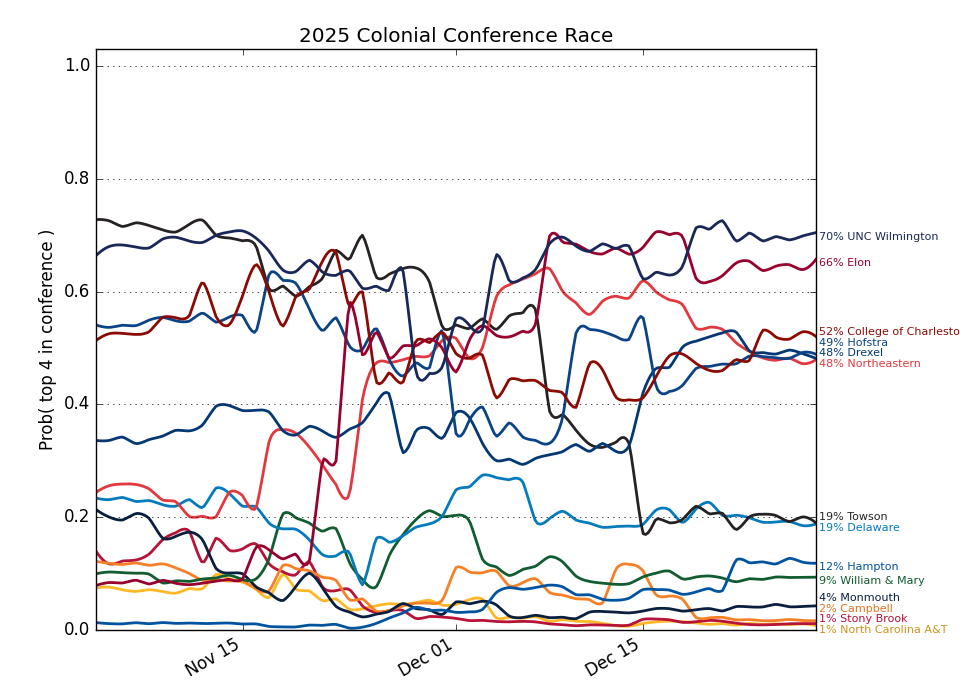 2025 Colonial Conference Race
Prob( top 4 in conference )
1.0
0.8
0.6
0.4
0.2
0.0
Nov 15
Dec 01
Dec 15
70% UNC Wilmington
66% Elon
52% College of Charlesto
49% Hofstra
48% Drexel
48% Northeastern
19% Towson
19% Delaware
12% Hampton
9% William & Mary
4% Monmouth
2% Campbell
1% Stony Brook
1% North Carolina A&T